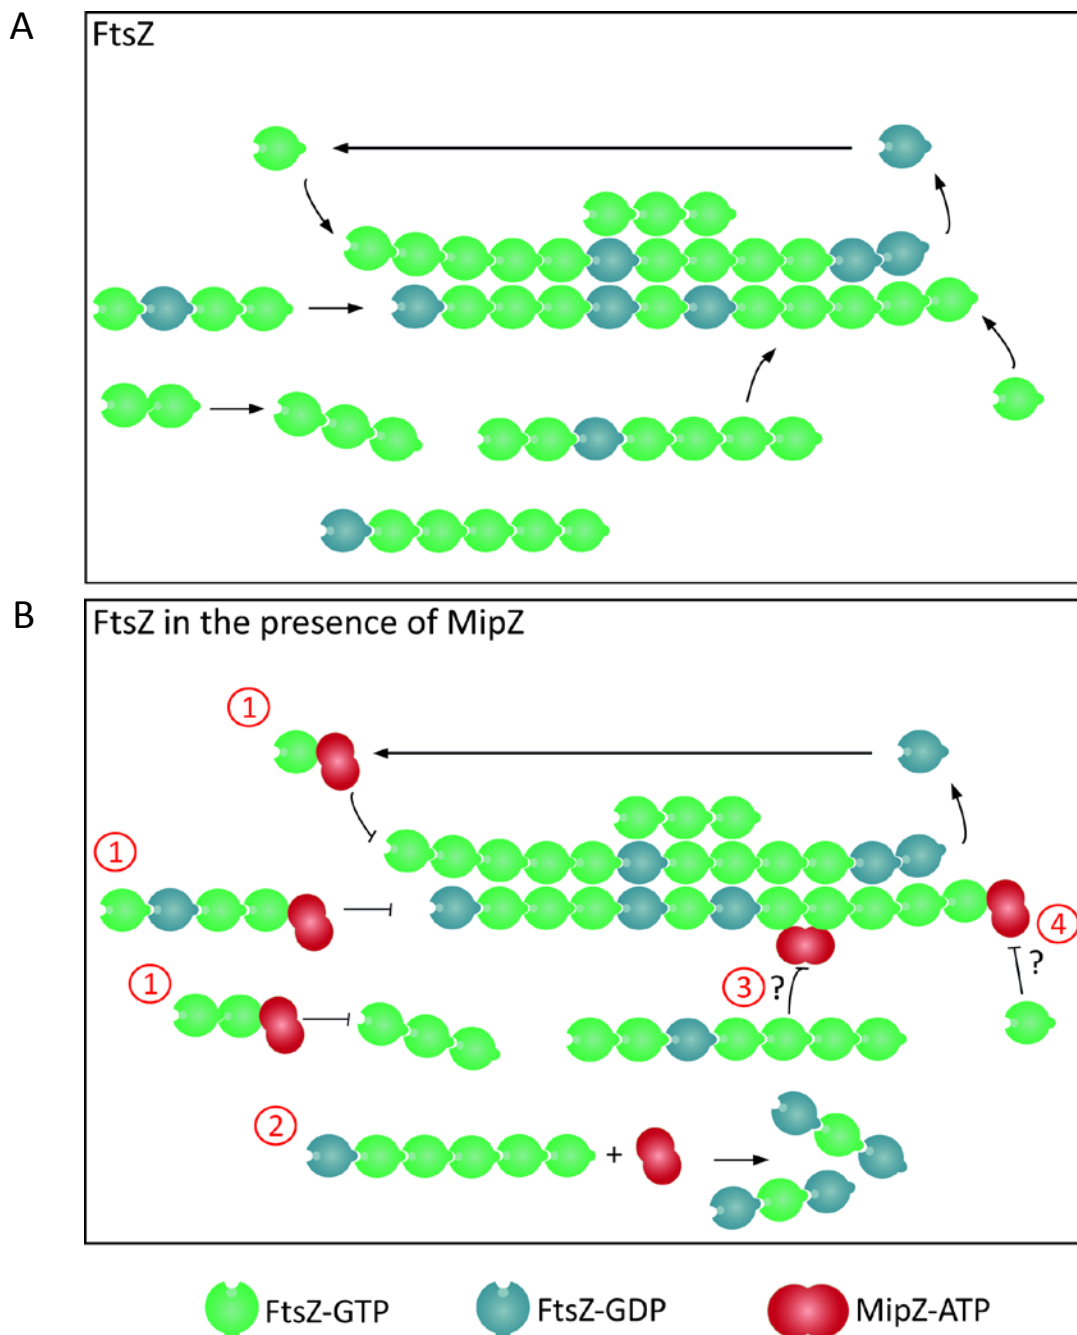 A
FtsZ
B
FtsZ in the presence of MipZ
1
1
1
3
?
4
?
2
+
FtsZ-GTP
FtsZ-GDP
MipZ-ATP